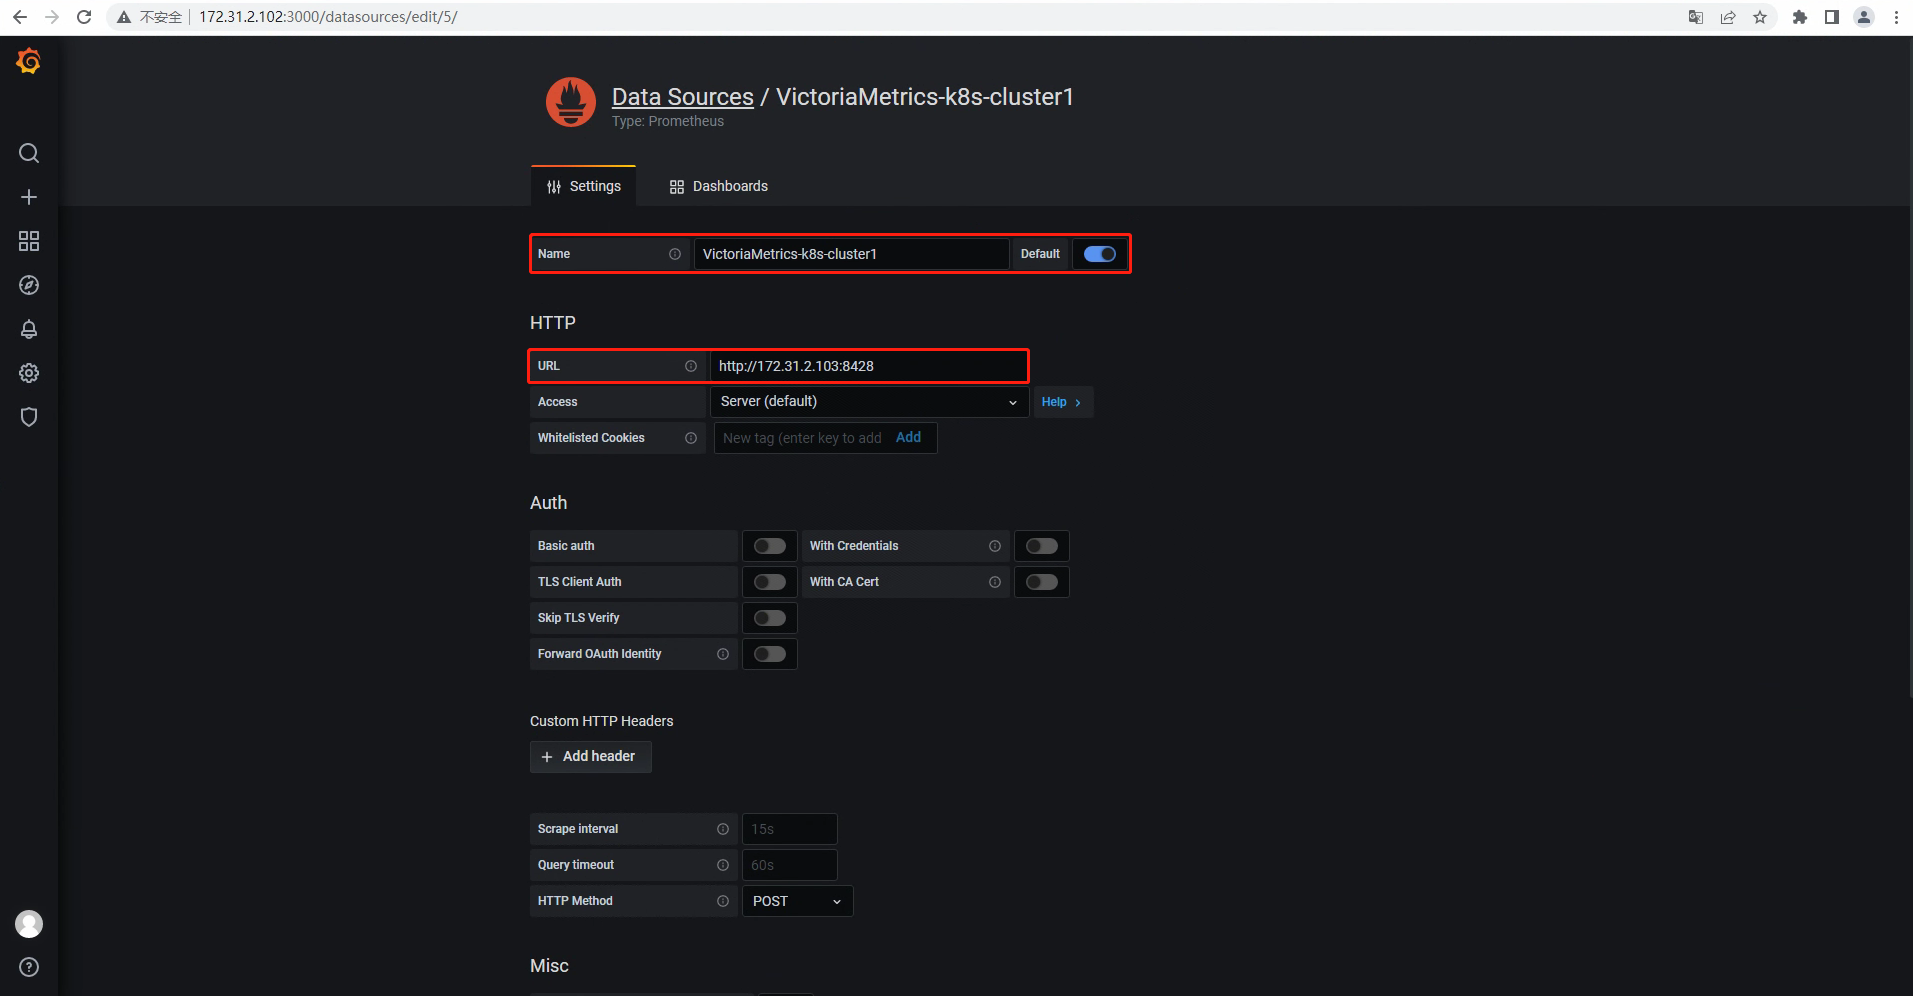 不安全 172.31.2.102:3000/datasources/edit/5/
Data Sources / VictoriaMetrics-k8s-cluster1
Type: Prometheus
Settings Dashboards
Name VictoriaMetrics-k8s-cluster1 Default
HTTP
URL http://172.31.2.103:8428
Access Server (default) Help
Whitelisted Cookies New tag (enter key to add Add
Auth
Basic auth With Credentials
TLS Client Auth With CA Cert
Skip TLS Verify
Forward OAuth Identity
Custom HTTP Headers
Add header
Scrape interval 15s
Query timeout 60s
HTTP Method POST
Misc